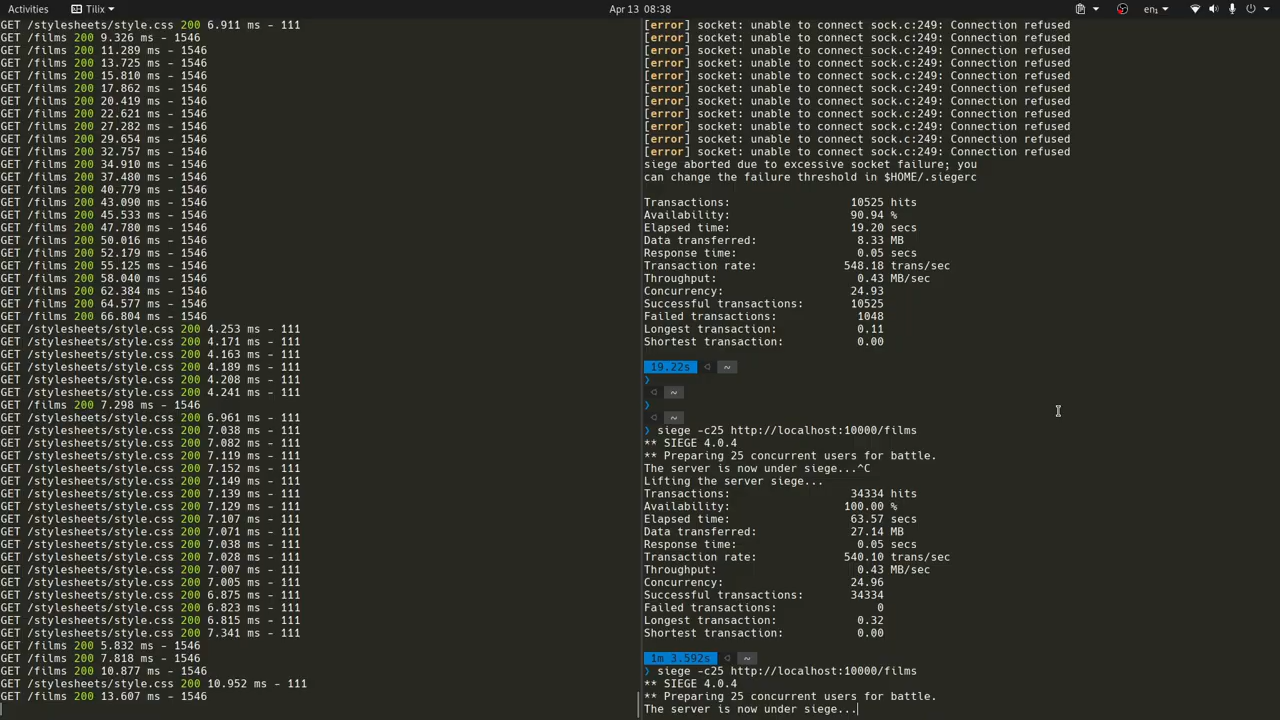 Activities Tilix Apr 13 08:38 en₁
GET /stylesheets/style.css 200 6.911 ms - 111
GET /films 200 9.326 ms - 1546
GET /films 200 11.289 ms - 1546
GET /films 200 13.725 ms - 1546
GET /films 200 15.810 ms - 1546
GET /films 200 17.862 ms - 1546
GET /films 200 20.419 ms - 1546
GET /films 200 22.621 ms - 1546
GET /films 200 27.282 ms - 1546
GET /films 200 29.654 ms - 1546
GET /films 200 32.757 ms - 1546
GET /films 200 34.910 ms - 1546
GET /films 200 37.480 ms - 1546
GET /films 200 40.779 ms - 1546
GET /films 200 43.090 ms - 1546
GET /films 200 45.533 ms - 1546
GET /films 200 47.780 ms - 1546
GET /films 200 50.016 ms - 1546
GET /films 200 52.179 ms - 1546
GET /films 200 55.125 ms - 1546
GET /films 200 58.040 ms - 1546
GET /films 200 62.384 ms - 1546
GET /films 200 64.577 ms - 1546
GET /films 200 66.804 ms - 1546
GET /stylesheets/style.css 200 4.253 ms - 111
GET /stylesheets/style.css 200 4.171 ms - 111
GET /stylesheets/style.css 200 4.163 ms - 111
GET /stylesheets/style.css 200 4.189 ms - 111
GET /stylesheets/style.css 200 4.208 ms - 111
GET /stylesheets/style.css 200 4.241 ms - 111
GET /films 200 7.298 ms - 1546
GET /stylesheets/style.css 200 6.961 ms - 111
GET /stylesheets/style.css 200 7.038 ms - 111
GET /stylesheets/style.css 200 7.082 ms - 111
GET /stylesheets/style.css 200 7.119 ms - 111
GET /stylesheets/style.css 200 7.152 ms - 111
GET /stylesheets/style.css 200 7.149 ms - 111
GET /stylesheets/style.css 200 7.139 ms - 111
GET /stylesheets/style.css 200 7.129 ms - 111
GET /stylesheets/style.css 200 7.107 ms - 111
GET /stylesheets/style.css 200 7.071 ms - 111
GET /stylesheets/style.css 200 7.038 ms - 111
GET /stylesheets/style.css 200 7.028 ms - 111
GET /stylesheets/style.css 200 7.007 ms - 111
GET /stylesheets/style.css 200 7.005 ms - 111
GET /stylesheets/style.css 200 6.875 ms - 111
GET /stylesheets/style.css 200 6.823 ms - 111
GET /stylesheets/style.css 200 6.815 ms - 111
GET /stylesheets/style.css 200 7.341 ms - 111
GET /films 200 5.832 ms - 1546
GET /films 200 7.818 ms - 1546
GET /films 200 10.877 ms - 1546
GET /stylesheets/style.css 200 10.952 ms - 111
GET /films 200 13.607 ms - 1546
[error] socket: unable to connect sock.c:249: Connection refused
[error] socket: unable to connect sock.c:249: Connection refused
[error] socket: unable to connect sock.c:249: Connection refused
[error] socket: unable to connect sock.c:249: Connection refused
[error] socket: unable to connect sock.c:249: Connection refused
[error] socket: unable to connect sock.c:249: Connection refused
[error] socket: unable to connect sock.c:249: Connection refused
[error] socket: unable to connect sock.c:249: Connection refused
[error] socket: unable to connect sock.c:249: Connection refused
[error] socket: unable to connect sock.c:249: Connection refused
[error] socket: unable to connect sock.c:249: Connection refused
siege aborted due to excessive socket failure; you
can change the failure threshold in $HOME/.siegerc
Transactions: 10525 hits
Availability: 90.94 %
Elapsed time: 19.20 secs
Data transferred: 8.33 MB
Response time: 0.05 secs
Transaction rate: 548.18 trans/sec
Throughput: 0.43 MB/sec
Concurrency: 24.93
Successful transactions: 10525
Failed transactions: 1048
Longest transaction: 0.11
Shortest transaction: 0.00
19.22s ~
❯
~
❯
~
❯ siege -c25 http://localhost:10000/films
** SIEGE 4.0.4
** Preparing 25 concurrent users for battle.
The server is now under siege...^C
Lifting the server siege...
Transactions: 34334 hits
Availability: 100.00 %
Elapsed time: 63.57 secs
Data transferred: 27.14 MB
Response time: 0.05 secs
Transaction rate: 540.10 trans/sec
Throughput: 0.43 MB/sec
Concurrency: 24.96
Successful transactions: 34334
Failed transactions: 0
Longest transaction: 0.32
Shortest transaction: 0.00
1m 3.592s ~
❯ siege -c25 http://localhost:10000/films
** SIEGE 4.0.4
** Preparing 25 concurrent users for battle.
The server is now under siege...